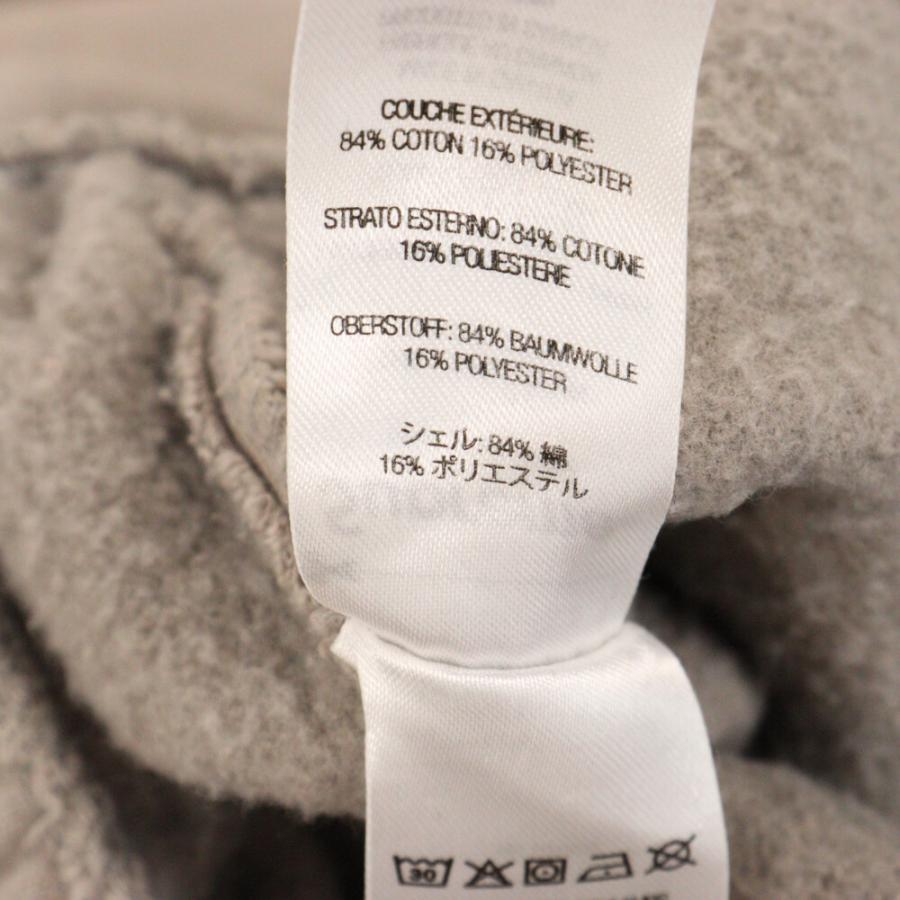 COUCHE EXTÉRIEURE:
84% COTON 16% POLYESTER
STRATO ESTERNO: 84% COTONE
16% POLIESTERE
OBERSTOFF: 84% BAUMWOLLE
16% POLYESTER
シェル: 84% 綿
16% ポリエステル
30